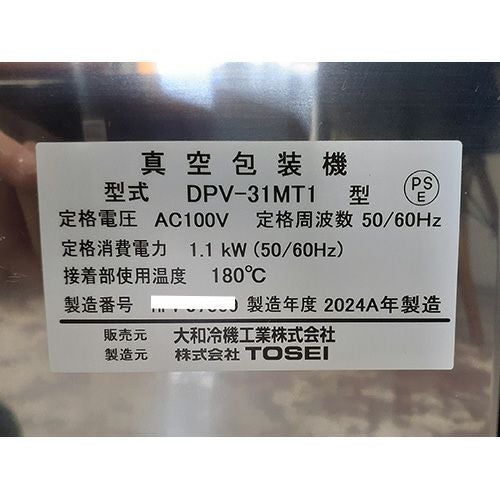 真空包装機
型式 DPV-31MT1 型 PS E
定格電圧 AC100V 定格周波数 50/60Hz
定格消費電力 1.1 kW (50/60Hz)
接着部使用温度 180℃
製造番号 製造年度 2024A年製造
販売元 大和冷機工業株式会社
製造元 株式会社 TOSEI